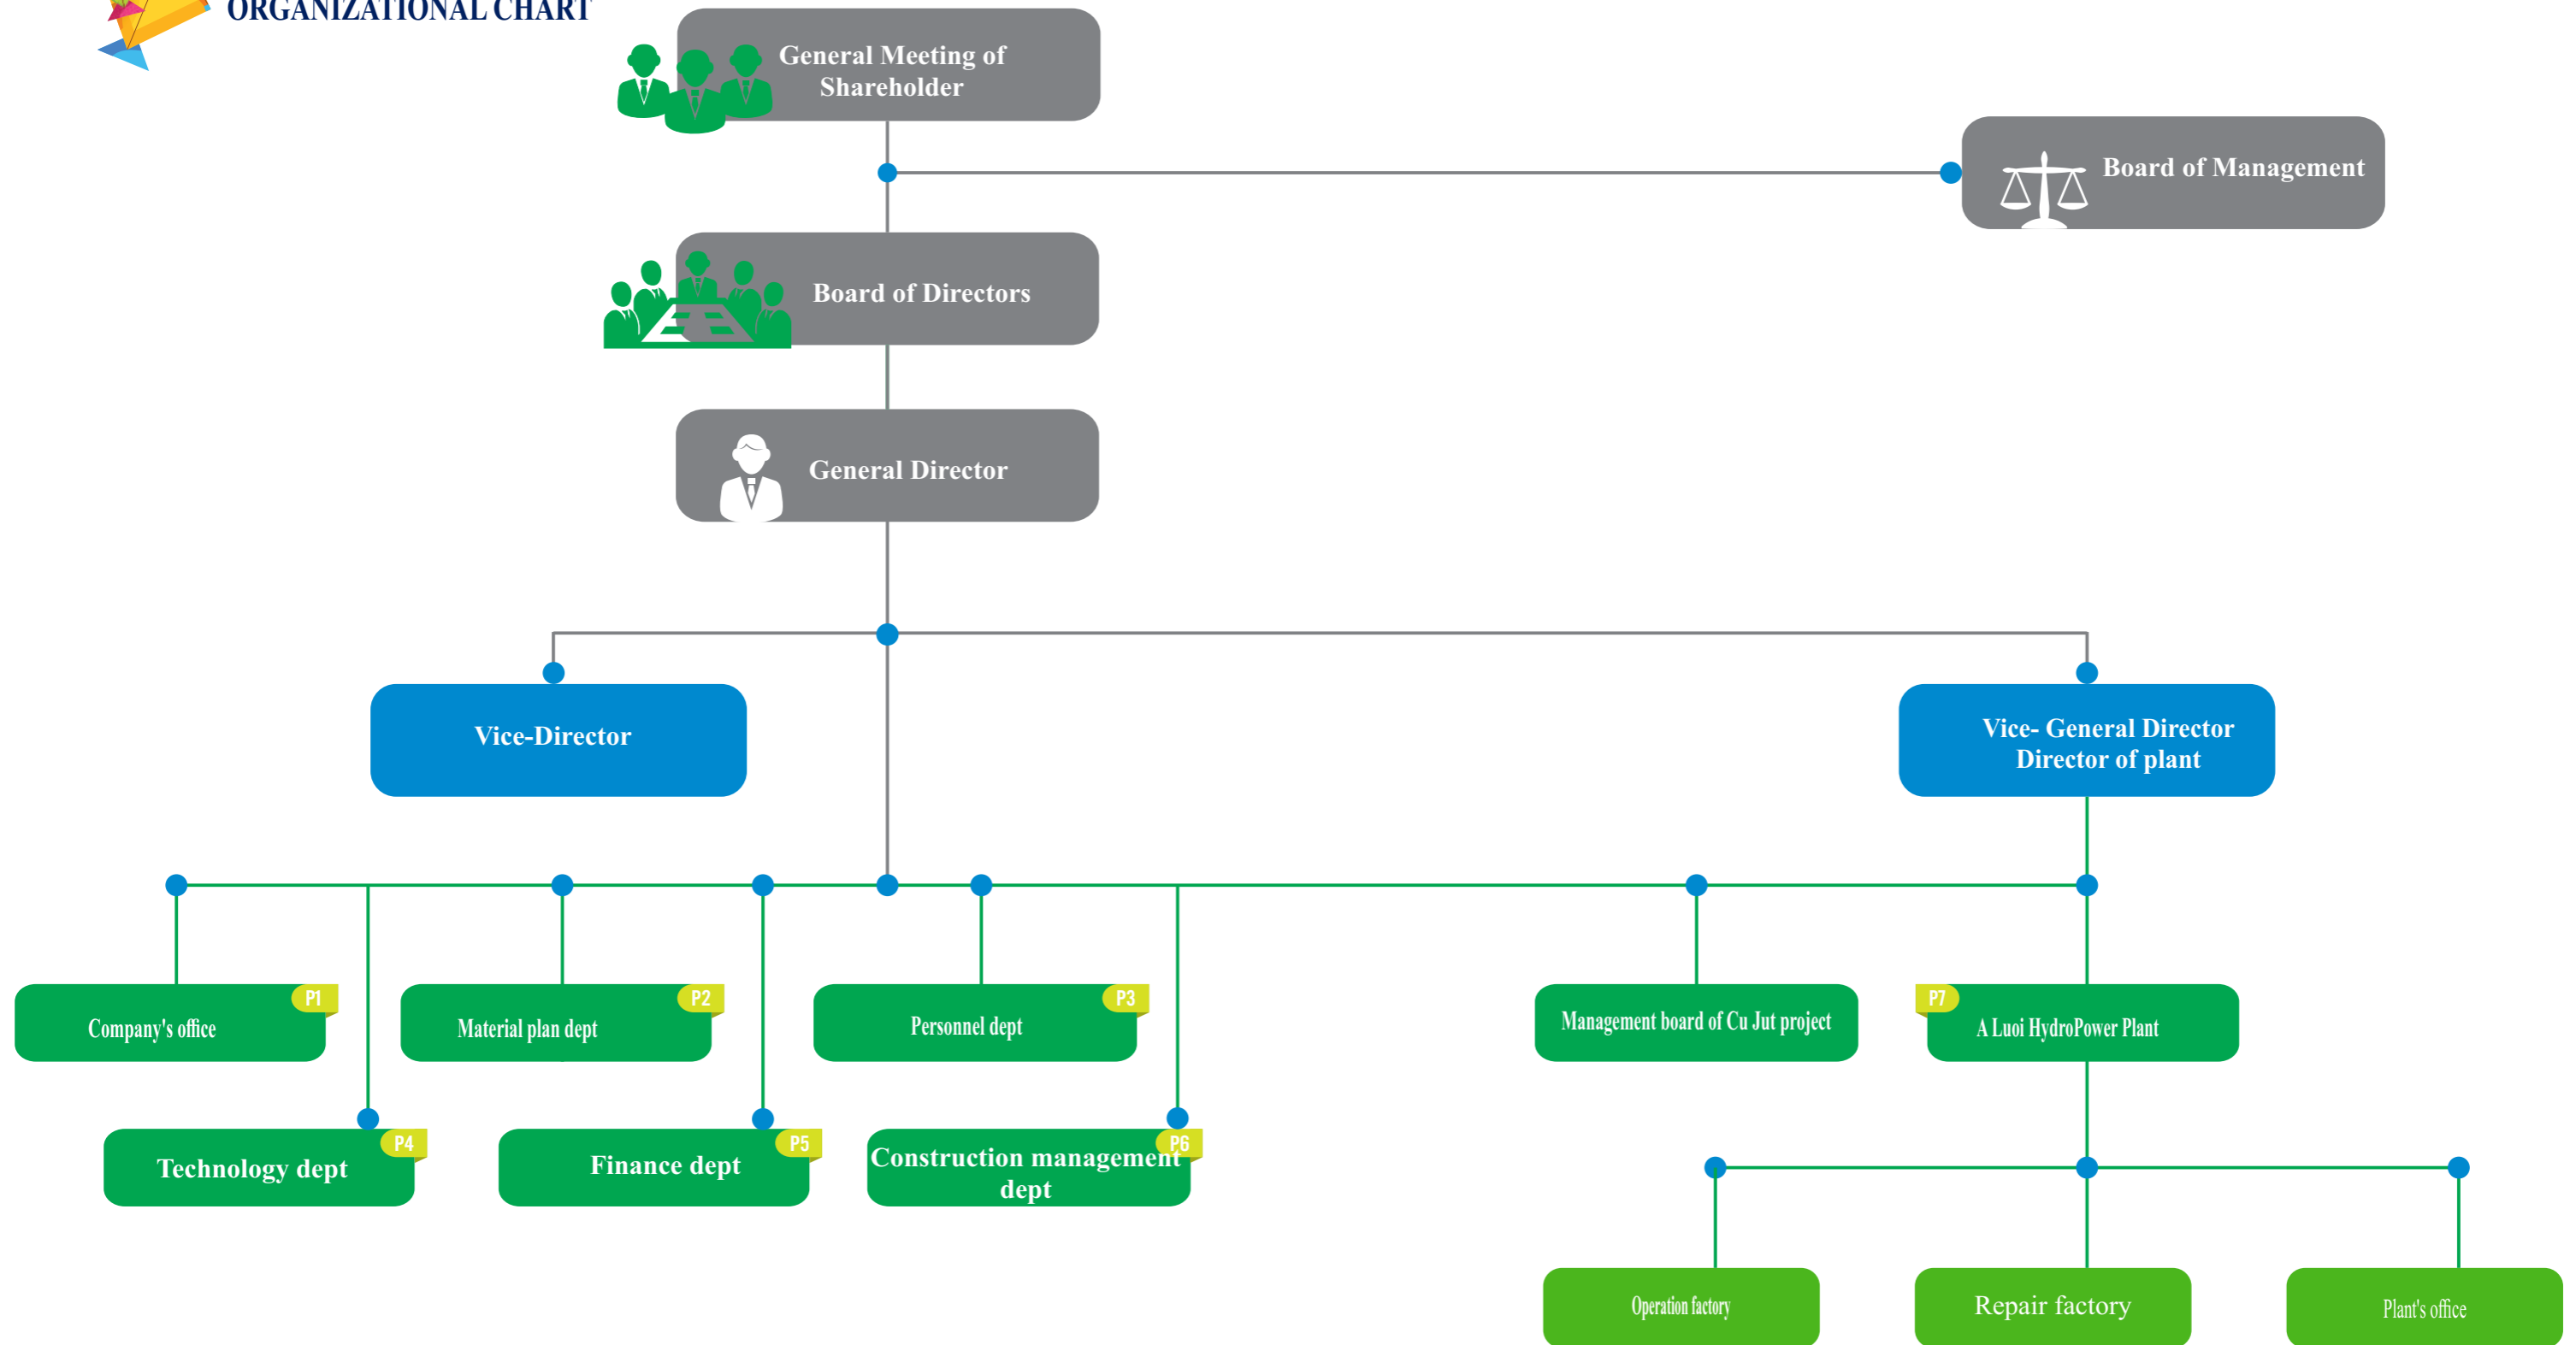 ORGANIZATIONAL CHART
General Meeting of
Shareholder
Board of Management
Board of Directors
General Director
Vice-Director
Vice- General Director
Director of plant
P1
Company's office
P2
Material plan dept
P3
Personnel dept
Management board of Cu Jut project
P7
A Luoi HydroPower Plant
P4
Technology dept
P5
Finance dept
P6
Construction management
dept
Operation factory
Repair factory
Plant's office